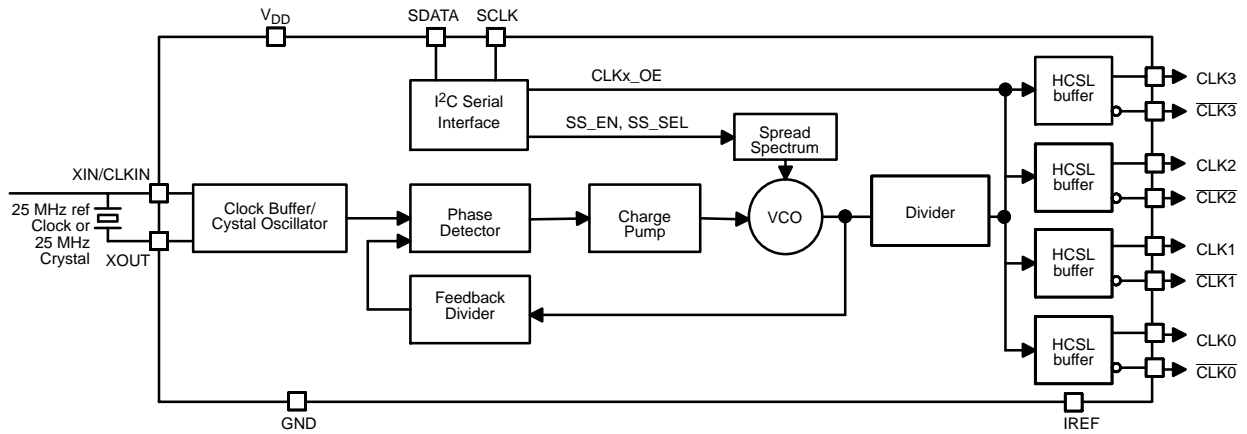 VDD
SDATA
SCLK
CLKx_OE
I2C Serial
Interface
SS_EN, SS_SEL
Spread
Spectrum
HCSL
buffer
CLK3
CLK3
XIN/CLKIN
25 MHz ref
Clock or
25 MHz
Crystal
XOUT
Clock Buffer/
Cystal Oscillator
Phase
Detector
Charge
Pump
VCO
Divider
HCSL
buffer
CLK2
CLK2
Feedback
Divider
HCSL
buffer
CLK1
CLK1
HCSL
buffer
CLK0
CLK0
GND
IREF